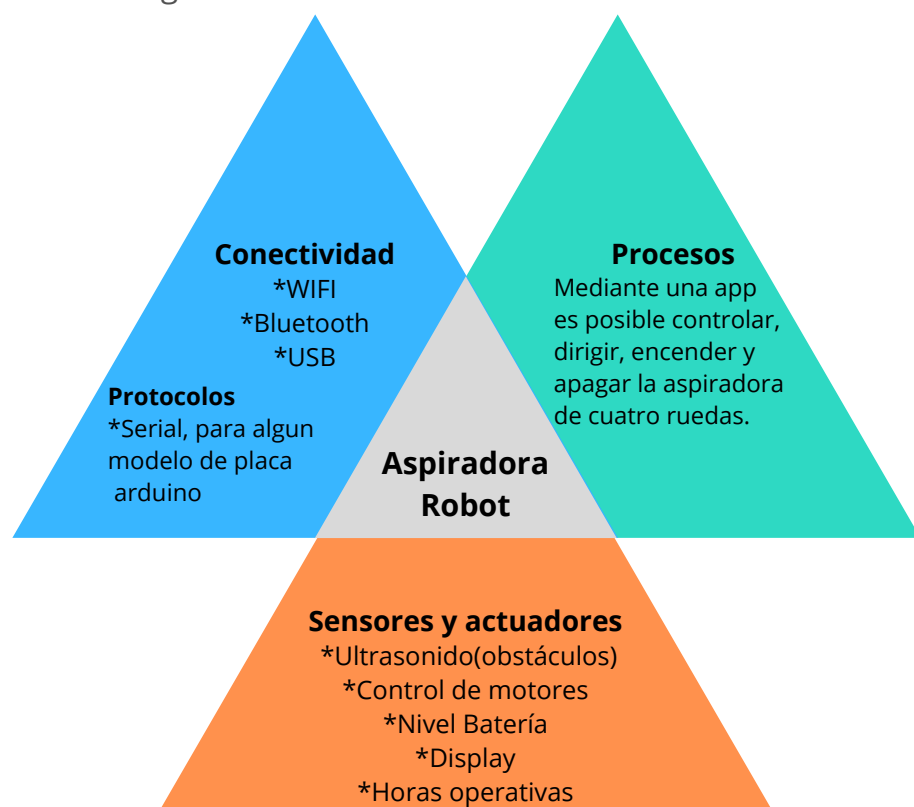 Conectividad
*WIFI
*Bluetooth
*USB
Protocolos
*Serial, para algun
modelo de placa
arduino
Procesos
Mediante una app
es posible controlar,
dirigir, encender y
apagar la aspiradora
de cuatro ruedas.
Aspiradora
Robot
Sensores y actuadores
*Ultrasonido(obstáculos)
*Control de motores
*Nivel Batería
*Display
*Horas operativas